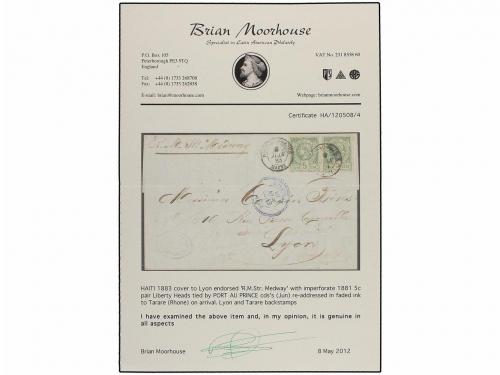 Brian Moorhouse
Specialist in Latin American Philately
P.O. Box 105
Peterborough PE3 9TQ
England
VAT No. 231 8556 60
Tel: +44 (0) 1733 268708
Fax: +44 (0) 1733 262838
E-mail: brian@moorhouse.com
Webpage: brianmoorhouse.com
Certificate HA/120508/4
R.M. Str. Medway
Lyon
HAITI 1883 cover to Lyon endorsed 'R.M.Str. Medway' with imperforate 1881 5c
pair Liberty Heads tied by PORT AU PRINCE cds's (Jun) re-addressed in faded ink
to Tarare (Rhone) on arrival, Lyon and Tarare backstamps
I have examined the above item and, in my opinion, it is genuine in
all aspects
Brian Moorhouse
8 May 2012